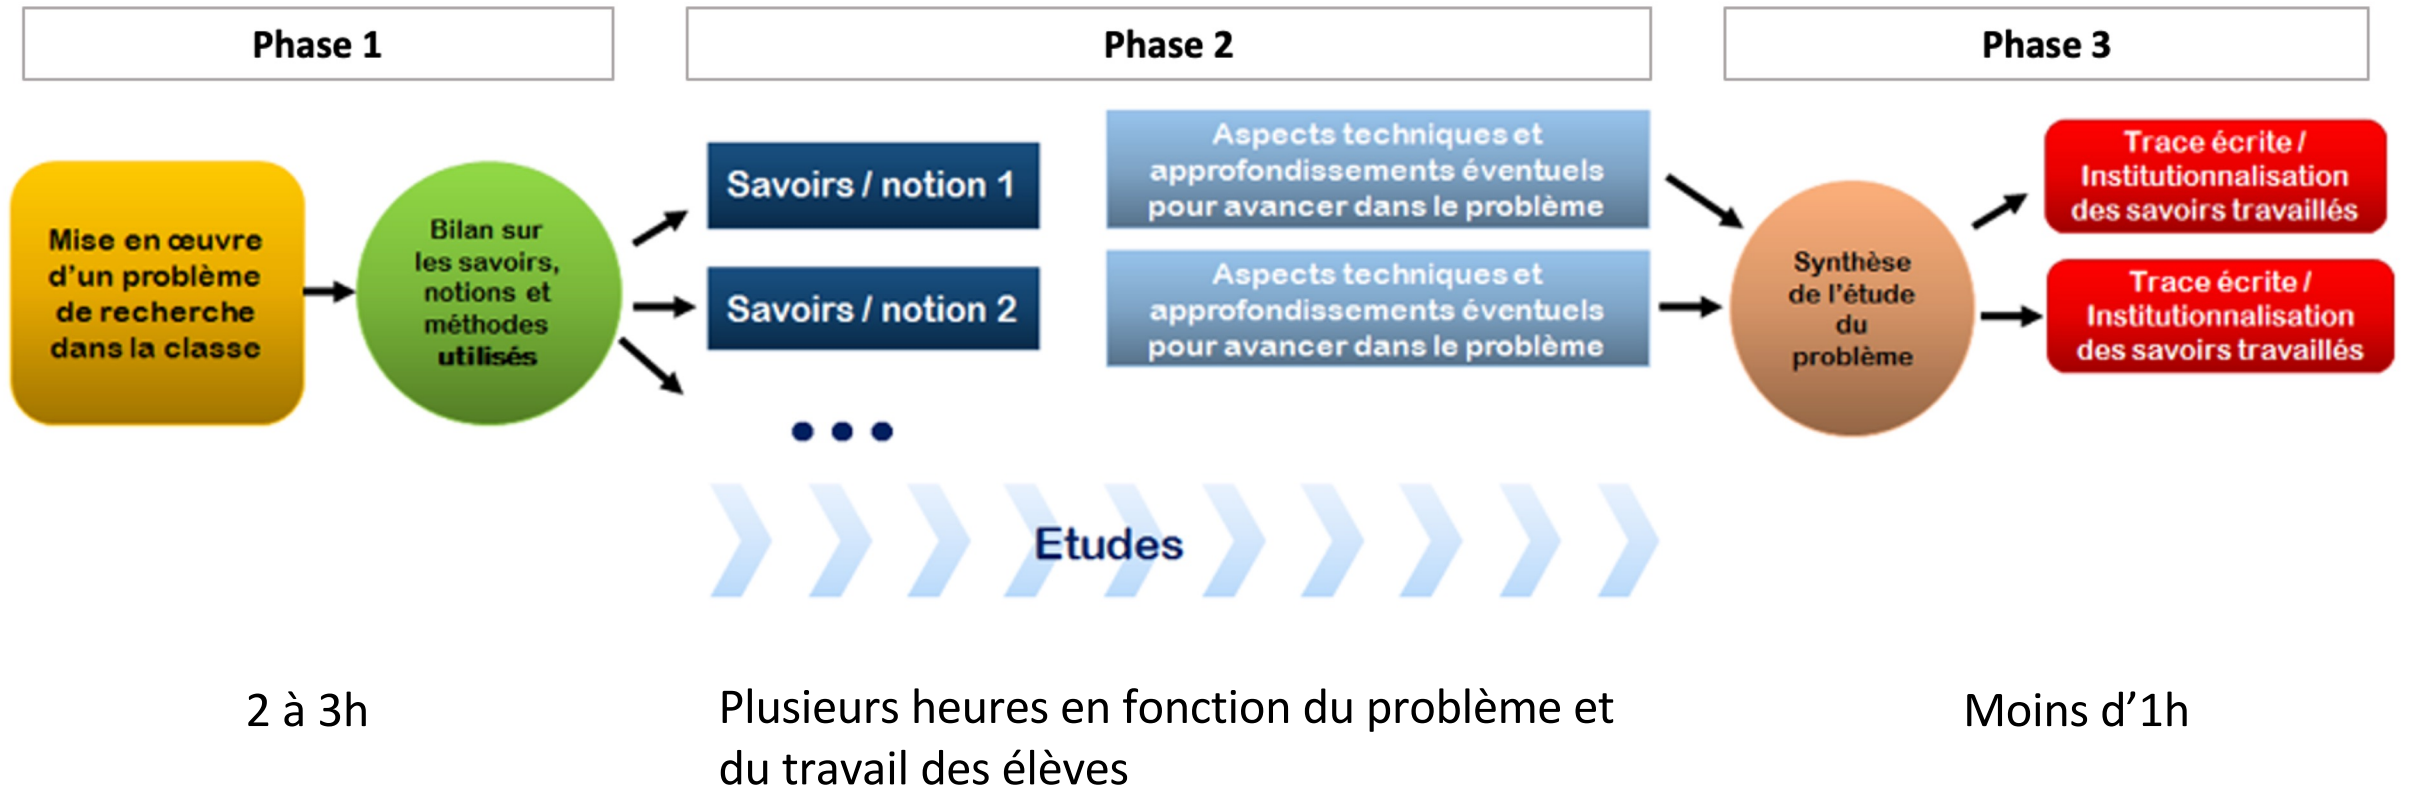 Phase 1
Phase 2
Phase 3
Mise en œuvre
d’un problème
de recherche
dans la classe
Bilan sur
les savoirs,
notions et
méthodes
utilisés
Savoirs / notion 1
Savoirs / notion 2
Aspects techniques et
approfondissements éventuels
pour avancer dans le problème
Aspects techniques et
approfondissements éventuels
pour avancer dans le problème
Synthèse
de l’étude
du
problème
Trace écrite /
Institutionnalisation
des savoirs travaillés
Trace écrite /
Institutionnalisation
des savoirs travaillés
• • •
Etudes
2 à 3h
Plusieurs heures en fonction du problème et
du travail des élèves
Moins d’1h